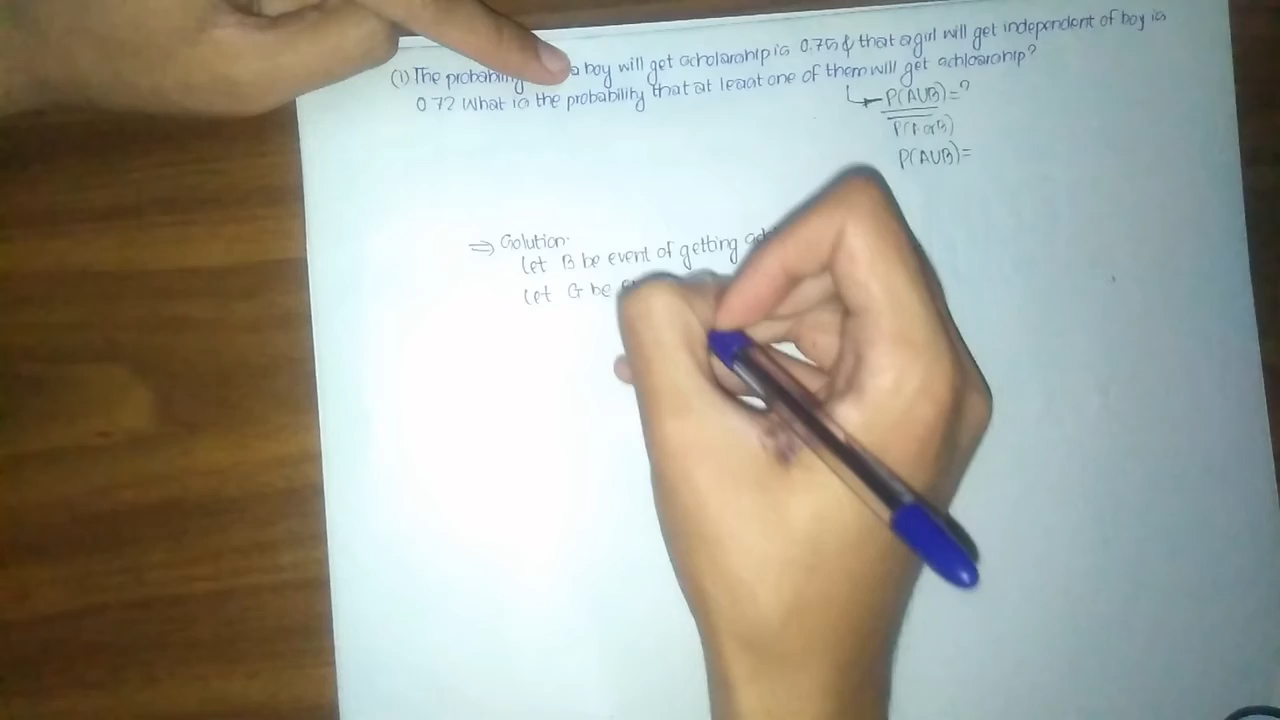 (1) The probability a boy will get scholarship is 0.75 & that a girl will get independent of boy is
0.72 What is the probability that at least one of them will get schloarship?
P(AUB)=?
P(A or B)
P(AUB)=
⇒ Solution.
Let B be event of getting
Let G be